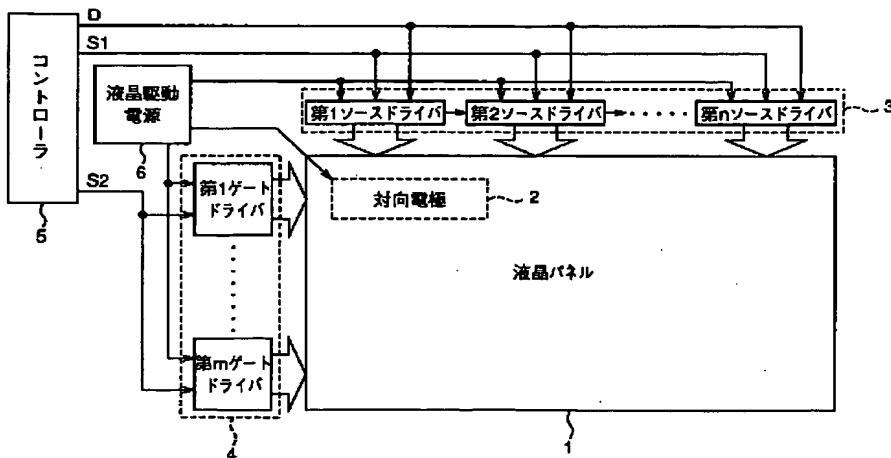 D
S1
コントローラ
液晶駆動
電源
第1ソースドライバ
第2ソースドライバ
第nソースドライバ
3
6
S2
5
第1ゲート
ドライバ
対向電極
2
液晶パネル
第mゲート
ドライバ
4
1